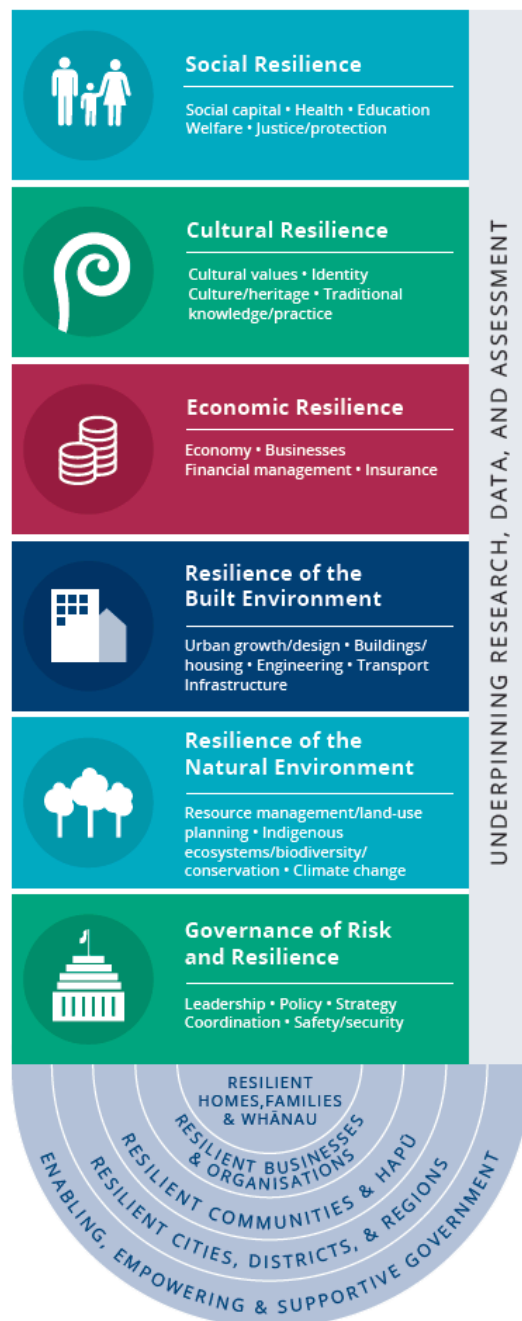 Social Resilience
Social capital • Health • Education
Welfare • Justice/protection
Cultural Resilience
Cultural values • Identity
Culture/heritage • Traditional
knowledge/practice
Economic Resilience
Economy • Businesses
Financial management • Insurance
Resilience of the
Built Environment
Urban growth/design • Buildings/
housing • Engineering • Transport
Infrastructure
Resilience of the
Natural Environment
Resource management/land-use
planning • Indigenous
ecosystems/biodiversity/
conservation • Climate change
Governance of Risk
and Resilience
Leadership • Policy • Strategy
Coordination • Safety/security
UNDERPINNING RESEARCH, DATA, AND ASSESSMENT
RESILIENT
HOMES,FAMILIES
& WHĀNAU
RESILIENT BUSINESSES
& ORGANISATIONS
RESILIENT COMMUNITIES & HAPŪ
RESILIENT CITIES, DISTRICTS, & REGIONS
ENABLING, EMPOWERING & SUPPORTIVE GOVERNMENT